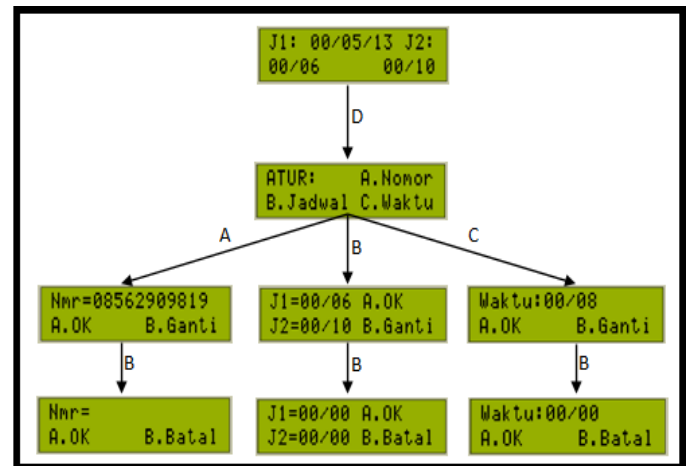 J1: 00/05/13 J2:
00/06 00/10
D
ATUR: A.Nomor
B.Jadwal C.Waktu
A
B
C
Nmr=08562909819
A.OK B.Ganti
J1=00/06 A.OK
J2=00/10 B.Ganti
Waktu:00/08
A.OK B.Ganti
B
B
B
Nmr=
A.OK B.Batal
J1=00/00 A.OK
J2=00/00 B.Batal
Waktu:00/00
A.OK B.Batal